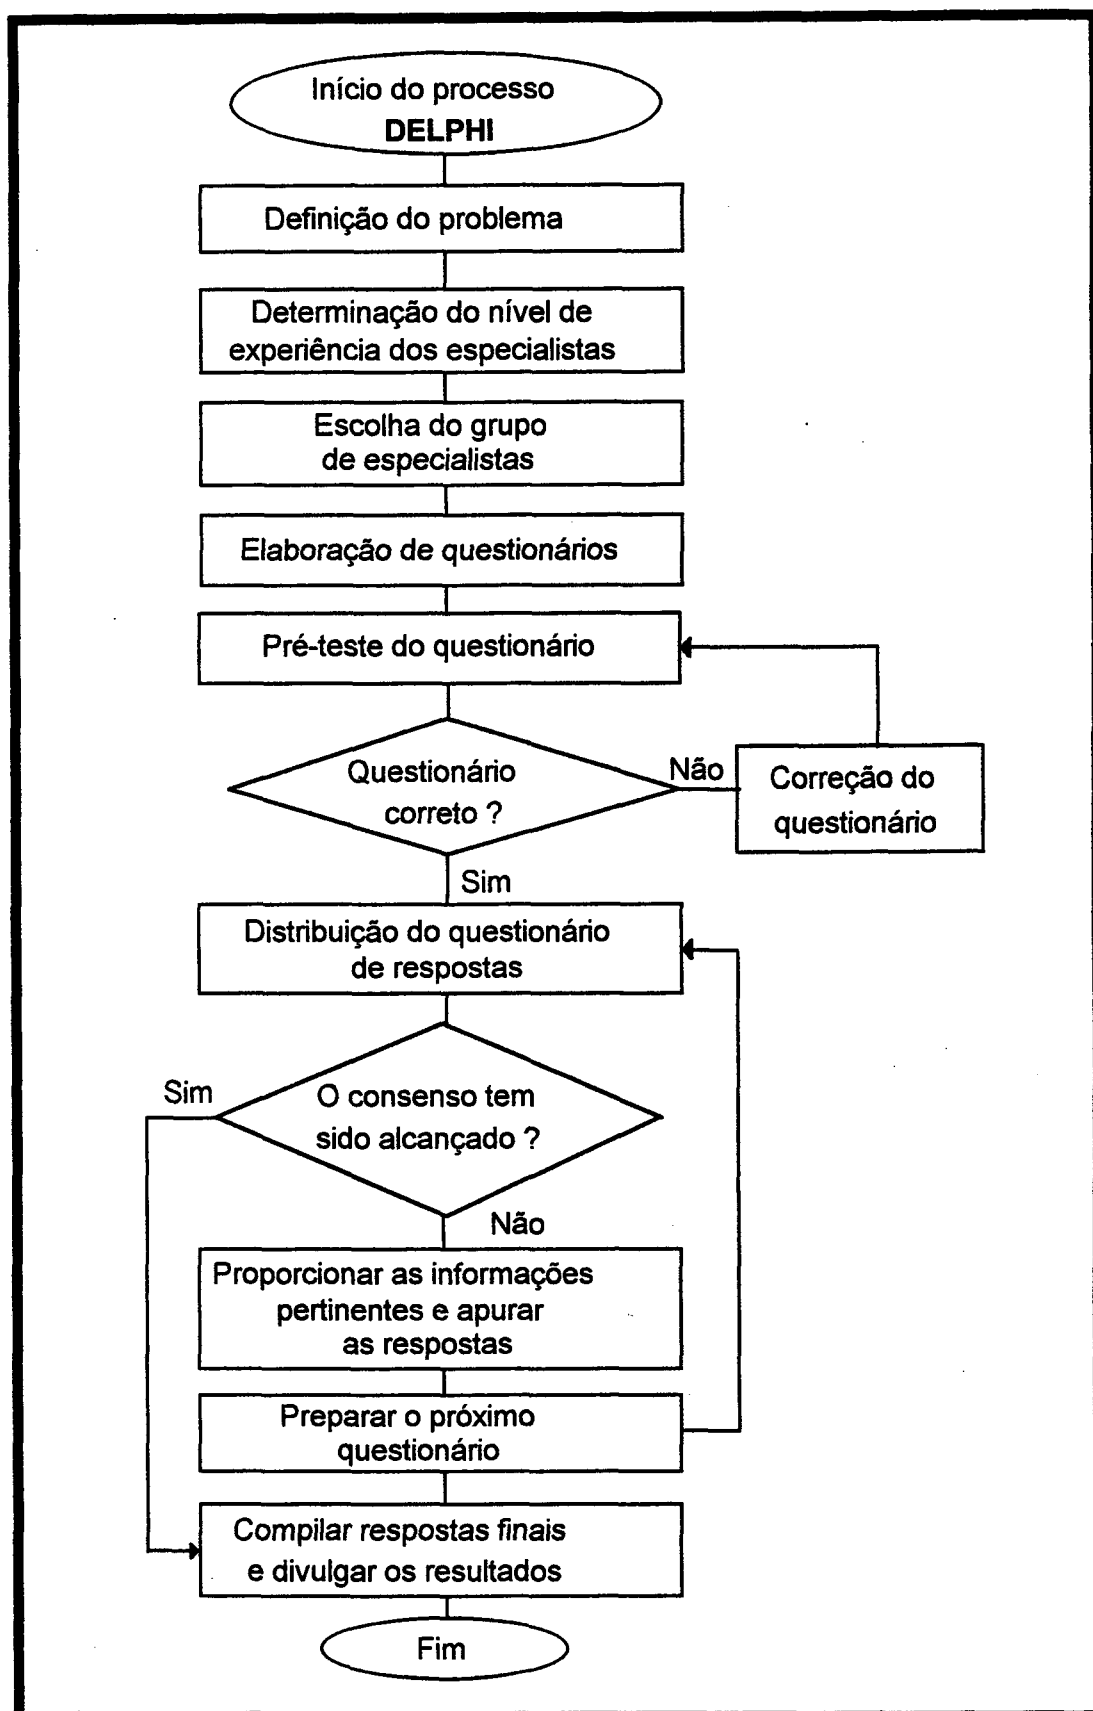 Início do processo
DELPHI
Definição do problema
Determinação do nível de
experiência dos especialistas
Escolha do grupo
de especialistas
Elaboração de questionários
Pré-teste do questionário
Questionário
correto ?
Não
Correção do
questionário
Sim
Distribuição do questionário
de respostas
Sim
O consenso tem
sido alcançado ?
Não
Proporcionar as informações
pertinentes e apurar
as respostas
Preparar o próximo
questionário
Compilar respostas finais
e divulgar os resultados
Fim